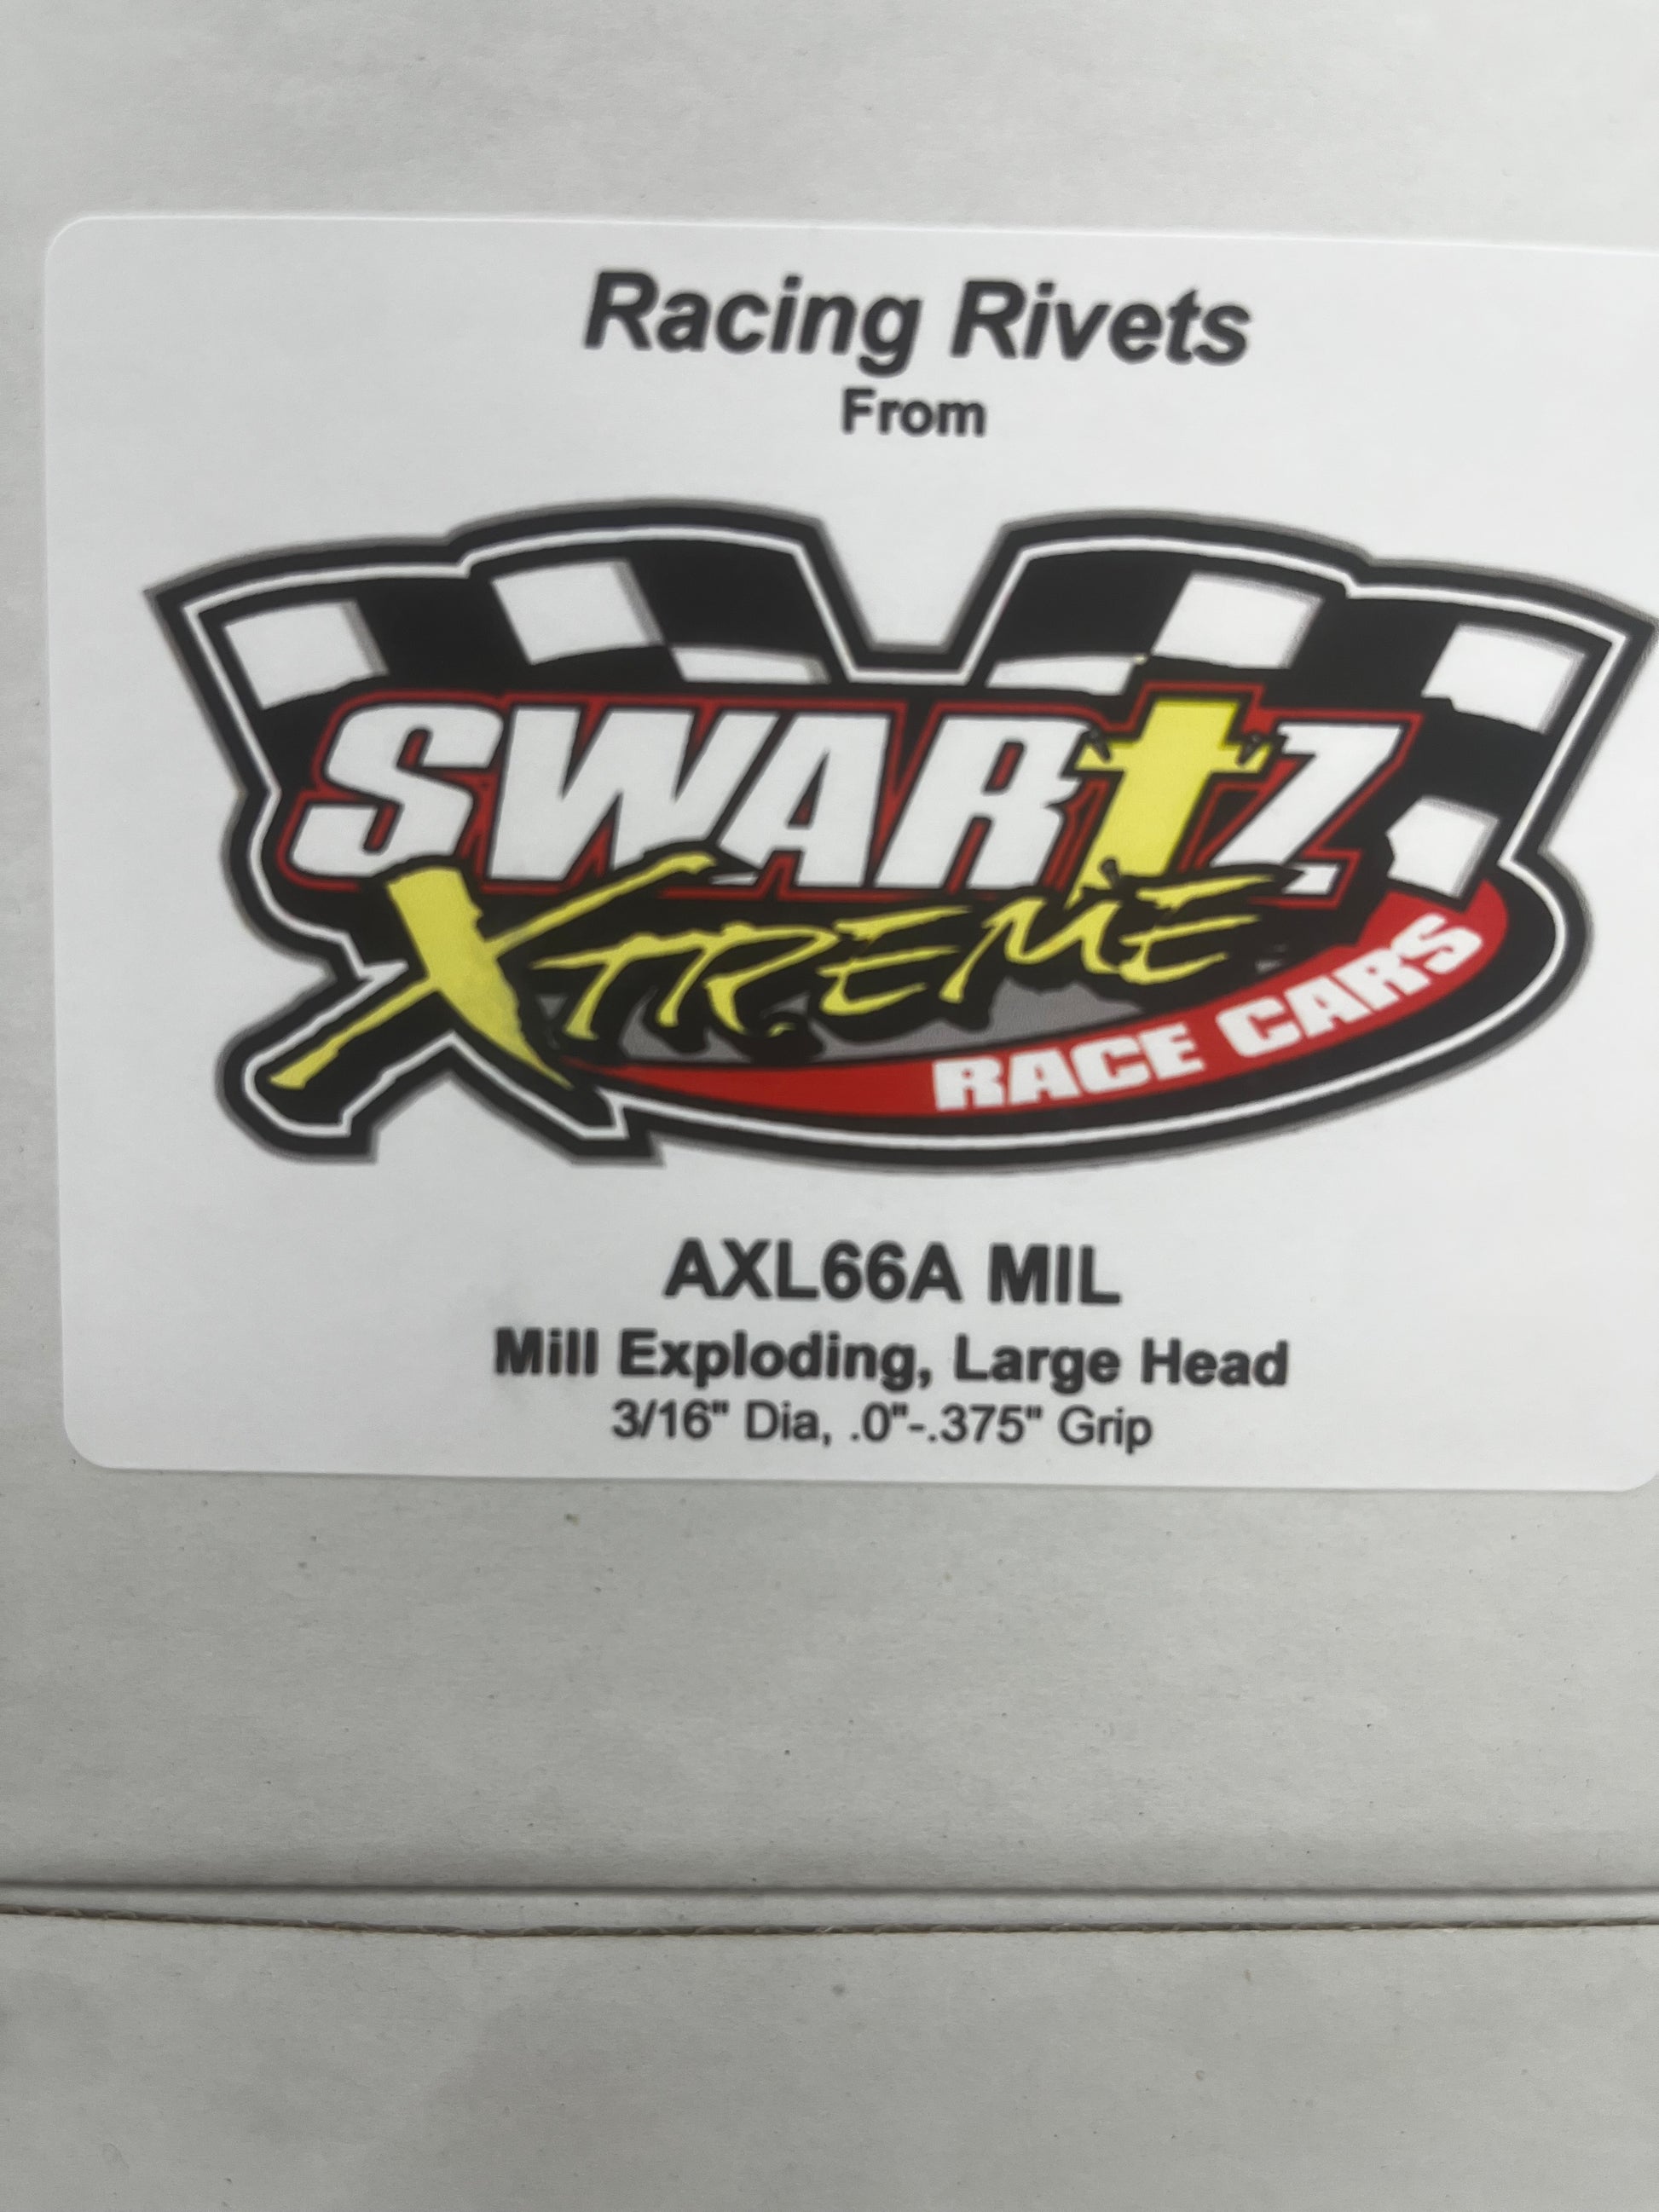 Racing Rivets
From
SWARtZ
XTREME
RACE CARS
AXL66A MIL
Mill Exploding, Large Head
3/16" Dia, .0"-.375" Grip